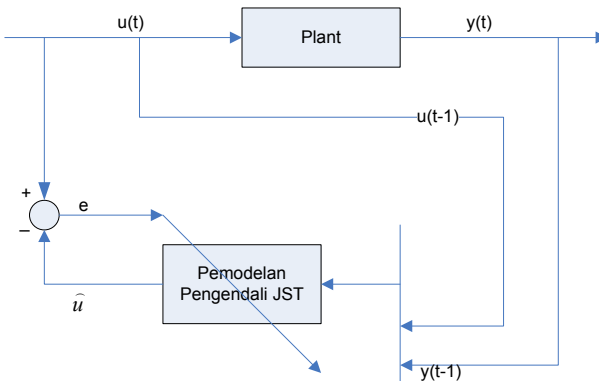 u(t)
Plant
y(t)
u(t-1)
+
e
−
Pemodelan
Pengendali JST
û
y(t-1)